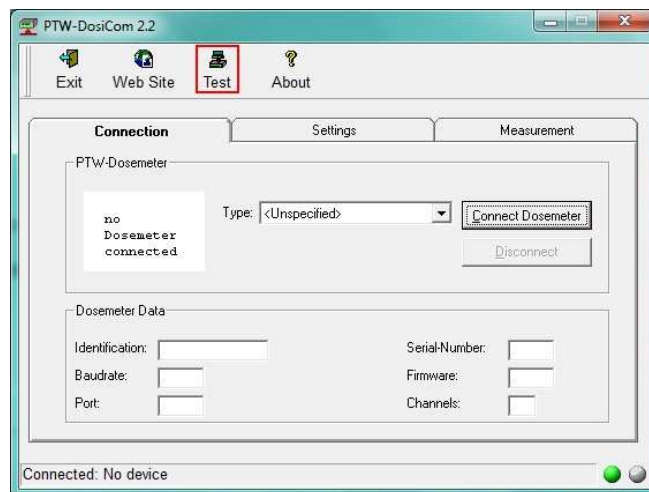 PTW-DosiCom 2.2
Exit Web Site Test About
Connection Settings Measurement
PTW-Dosemeter
no
Dosemeter
connected
Type: <Unspecified>
Connect Dosemeter
Disconnect
Dosemeter Data
Identification: Serial-Number:
Baudrate: Firmware:
Port: Channels:
Connected: No device